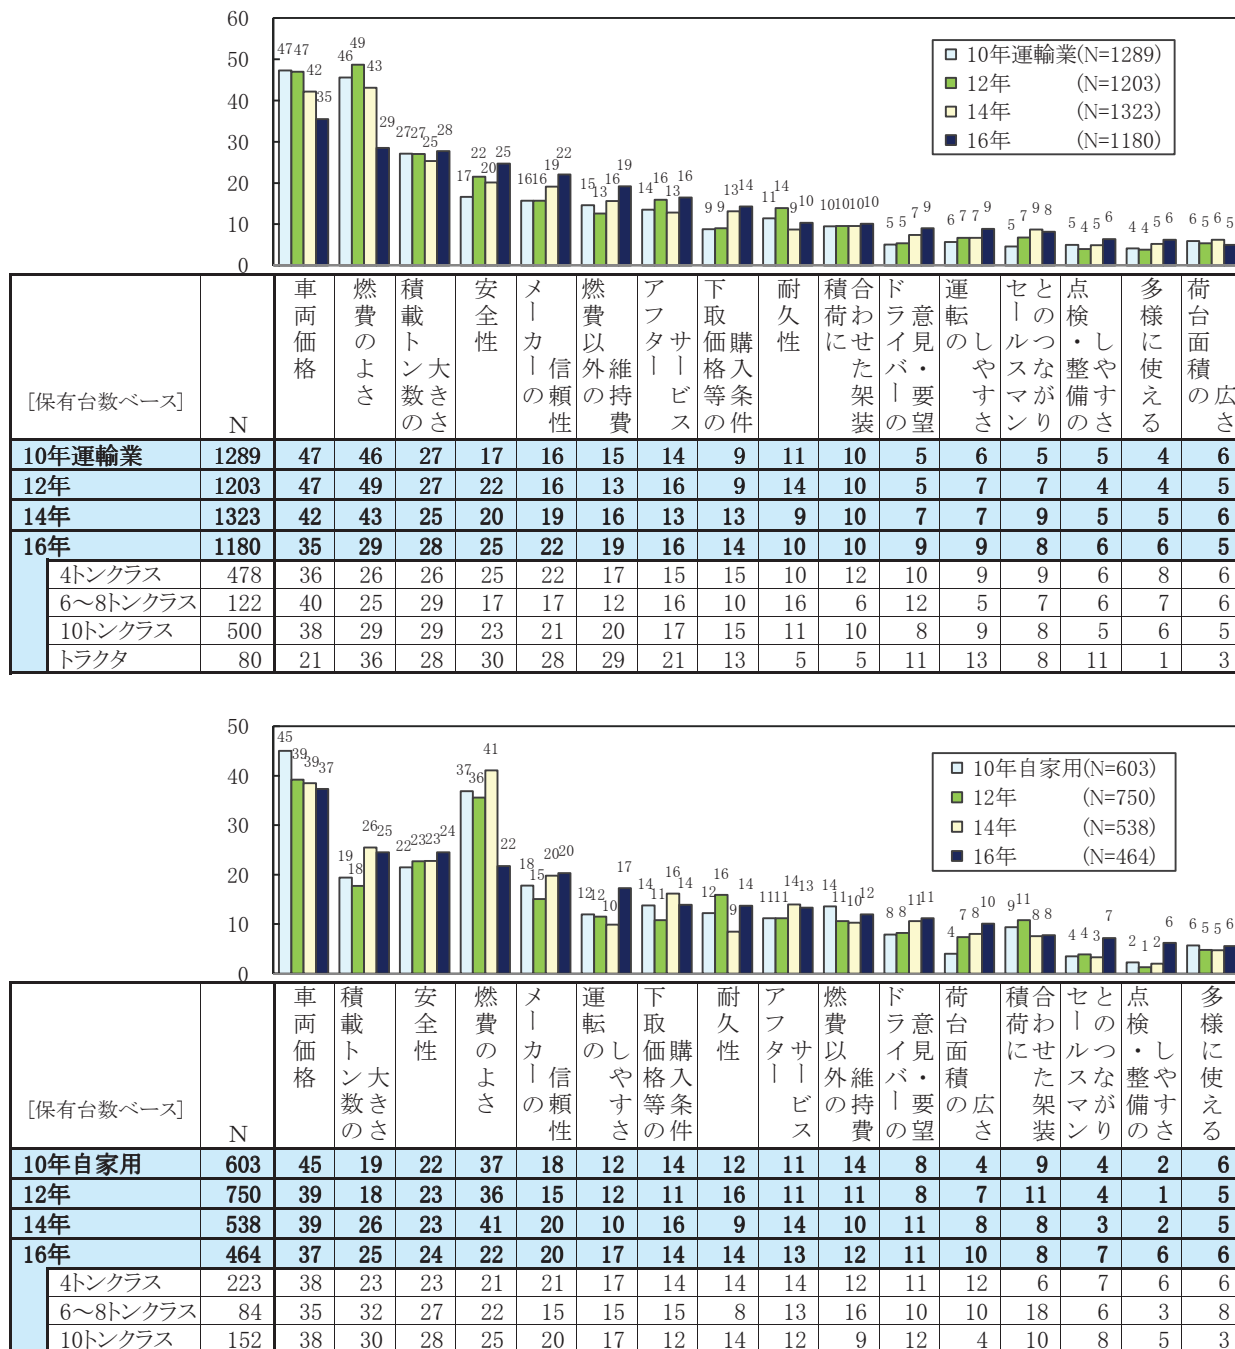 60
50
40
30
20
10
0
47 47 42 35
46 49 43 29
27 27 25 28
17 22 20 25
16 16 19 22
15 13 16 19
14 16 13 16
9 9 13 14
11 14 9 10
10 10 10 10
5 5 7 9
6 7 7 9
5 7 9 8
5 4 5 6
4 4 5 6
6 5 6 5
10年運輸業(N=1289)
12年 (N=1203)
14年 (N=1323)
16年 (N=1180)
[保有台数ベース]
N
車両価格
燃費のよさ
積載トン数の大きさ
安全性
メーカーの信頼性
燃費以外の維持費
アフターサービス
下取価格等の購入条件
耐久性
積荷に合わせた架装
ドライバーの意見・要望
運転のしやすさ
セールスマンとのつながり
点検・整備のしやすさ
多様に使える
荷台面積の広さ
10年運輸業 1289 47 46 27 17 16 15 14 9 11 10 5 6 5 5 4 6
12年 1203 47 49 27 22 16 13 16 9 14 10 5 7 7 4 4 5
14年 1323 42 43 25 20 19 16 13 13 9 10 7 7 9 5 5 6
16年 1180 35 29 28 25 22 19 16 14 10 10 9 9 8 6 6 5
4トンクラス 478 36 26 26 25 22 17 15 15 10 12 10 9 9 6 8 6
6～8トンクラス 122 40 25 29 17 17 12 16 10 16 6 12 5 7 6 7 6
10トンクラス 500 38 29 29 23 21 20 17 15 11 10 8 9 8 5 6 5
トラクタ 80 21 36 28 30 28 29 21 13 5 5 11 13 8 11 1 3
50
40
30
20
10
0
45 39 39 37
19 18 26 25
22 23 23 24
37 36 41 22
18 15 20 20
12 12 10 17
14 11 16 14
12 16 9 14
11 11 14 13
14 11 10 12
8 8 11 11
4 7 8 10
9 11 8 8
4 4 3 7
2 1 2 6
6 5 5 6
10年自家用(N=603)
12年 (N=750)
14年 (N=538)
16年 (N=464)
[保有台数ベース]
N
車両価格
積載トン数の大きさ
安全性
燃費のよさ
メーカーの信頼性
運転のしやすさ
下取価格等の購入条件
耐久性
アフターサービス
燃費以外の維持費
ドライバーの意見・要望
荷台面積の広さ
積荷に合わせた架装
セールスマンとのつながり
点検・整備のしやすさ
多様に使える
10年自家用 603 45 19 22 37 18 12 14 12 11 14 8 4 9 4 2 6
12年 750 39 18 23 36 15 12 11 16 11 11 8 7 11 4 1 5
14年 538 39 26 23 41 20 10 16 9 14 10 11 8 8 3 2 5
16年 464 37 25 24 22 20 17 14 14 13 12 11 10 8 7 6 6
4トンクラス 223 38 23 23 21 21 17 14 14 14 12 11 12 6 7 6 6
6～8トンクラス 84 35 32 27 22 15 15 15 8 13 16 10 10 18 6 3 8
10トンクラス 152 38 30 28 25 20 17 12 14 12 9 12 4 10 8 5 3